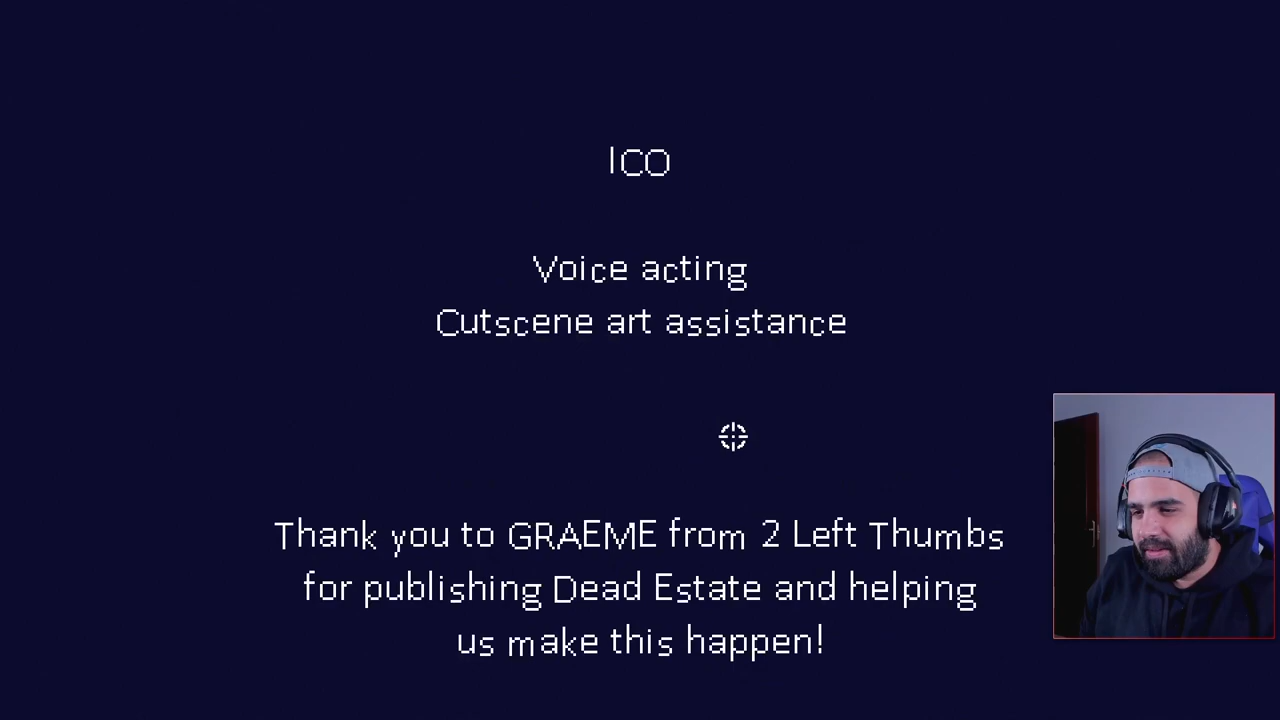 ICO
Voice acting
Cutscene art assistance
Thank you to GRAEME from 2 Left Thumbs
for publishing Dead Estate and helping
us make this happen!